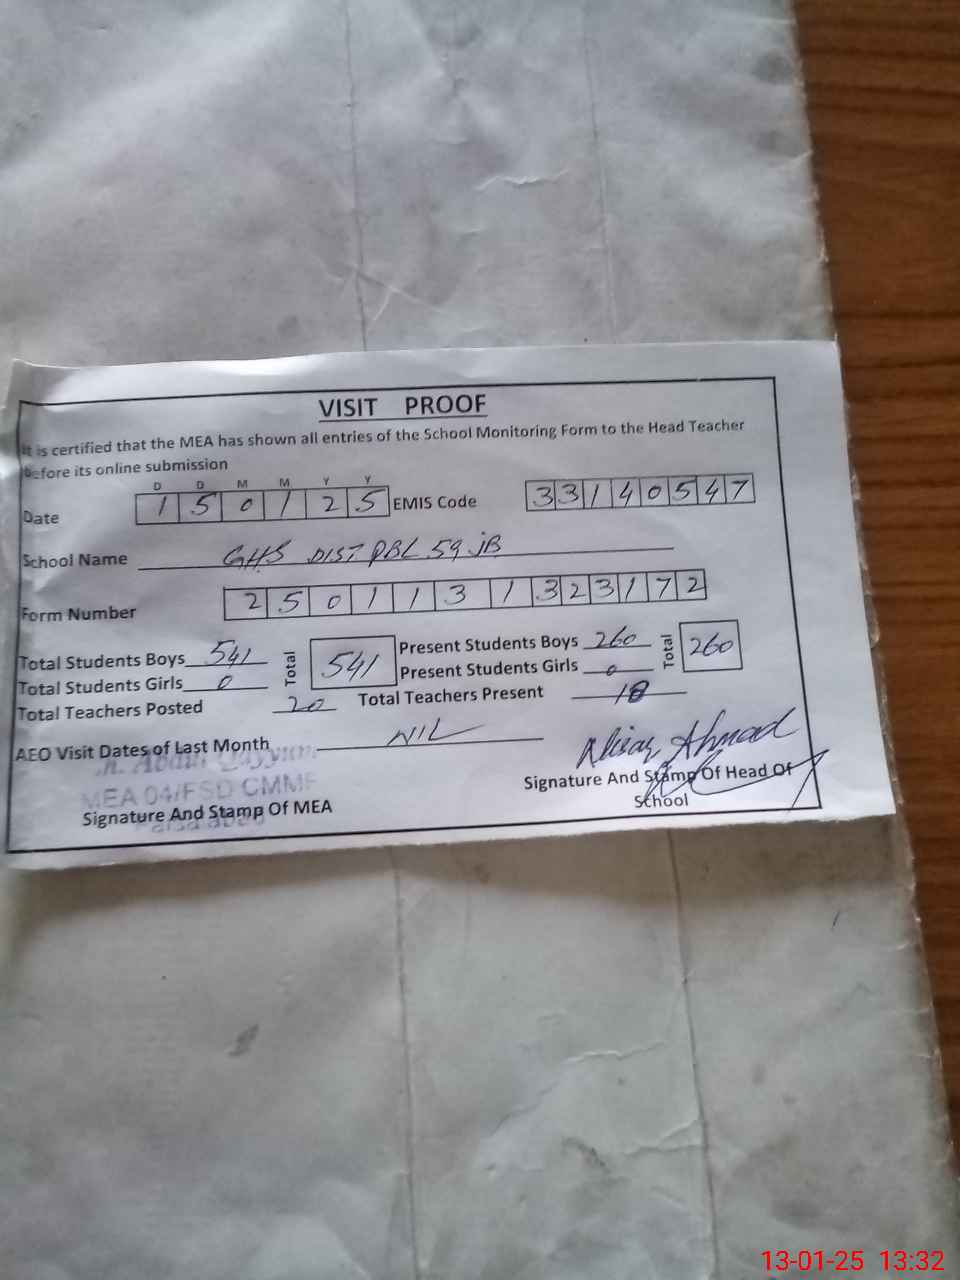 VISIT PROOF
It is certified that the MEA has shown all entries of the School Monitoring Form to the Head Teacher
before its online submission
D D M M Y Y
Date 1 5 0 1 2 5 EMIS Code 3 3 1 4 0 5 4 7
School Name GHS DIST PBL 59 JB
Form Number 2 5 0 1 1 3 1 3 2 3 1 7 2
Total Students Boys 541 Total 541 Present Students Boys 260 Total 260
Total Students Girls 0 Present Students Girls 0
Total Teachers Posted 20 Total Teachers Present 18
AEO Visit Dates of Last Month NIL
Abdul Qayyum
MEA 04/FSD CMMF
Signature And Stamp Of MEA
Ahmad
Signature And Stamp Of Head Of
School
13-01-25 13:32